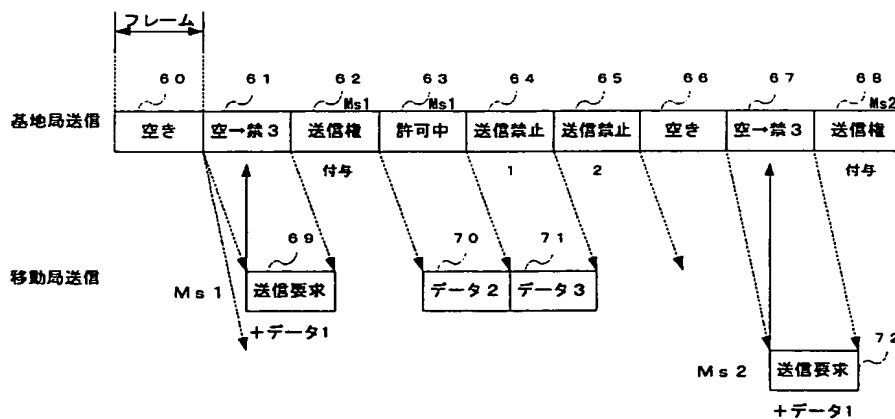 フレーム
60 61 62 63 64 65 66 67 68
Ms1 Ms1 Ms2
基地局送信 空き 空→禁3 送信権 許可中 送信禁止 送信禁止 空き 空→禁3 送信権
付与 1 2 付与
69 70 71
移動局送信
Ms1 送信要求 データ2 データ3
+データ1
72
Ms2 送信要求
+データ1